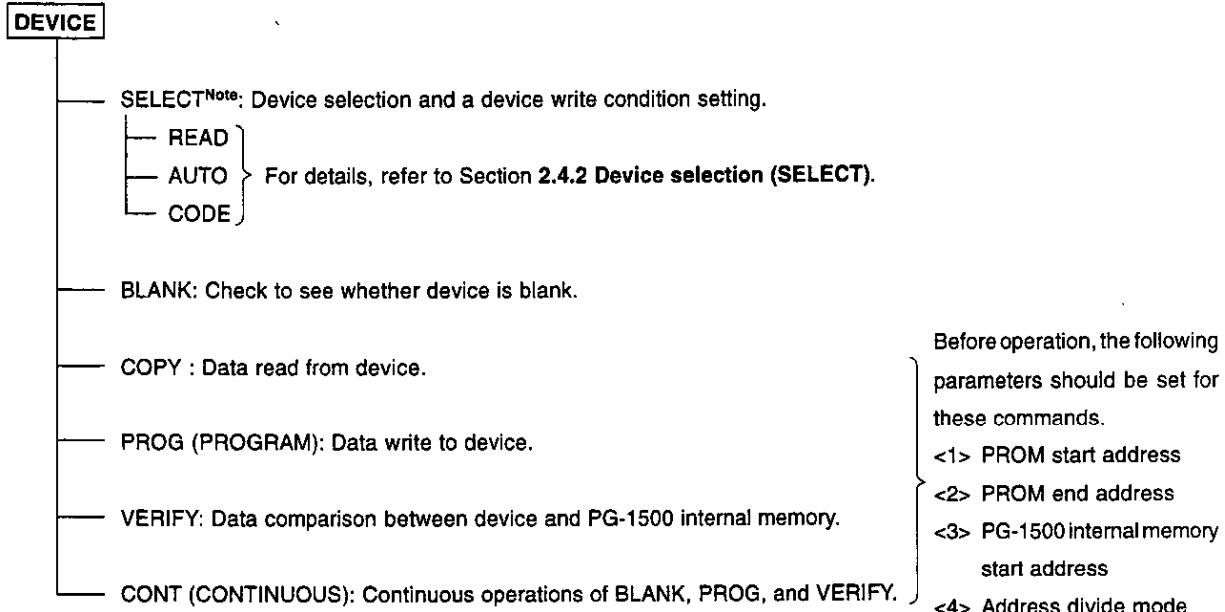 DEVICE
SELECTNote: Device selection and a device write condition setting.
READ
AUTO
CODE
For details, refer to Section 2.4.2 Device selection (SELECT).
BLANK: Check to see whether device is blank.
COPY : Data read from device.
PROG (PROGRAM): Data write to device.
VERIFY: Data comparison between device and PG-1500 internal memory.
CONT (CONTINUOUS): Continuous operations of BLANK, PROG, and VERIFY.
Before operation, the following
parameters should be set for
these commands.
<1> PROM start address
<2> PROM end address
<3> PG-1500 internal memory
start address
<4> Address divide mode